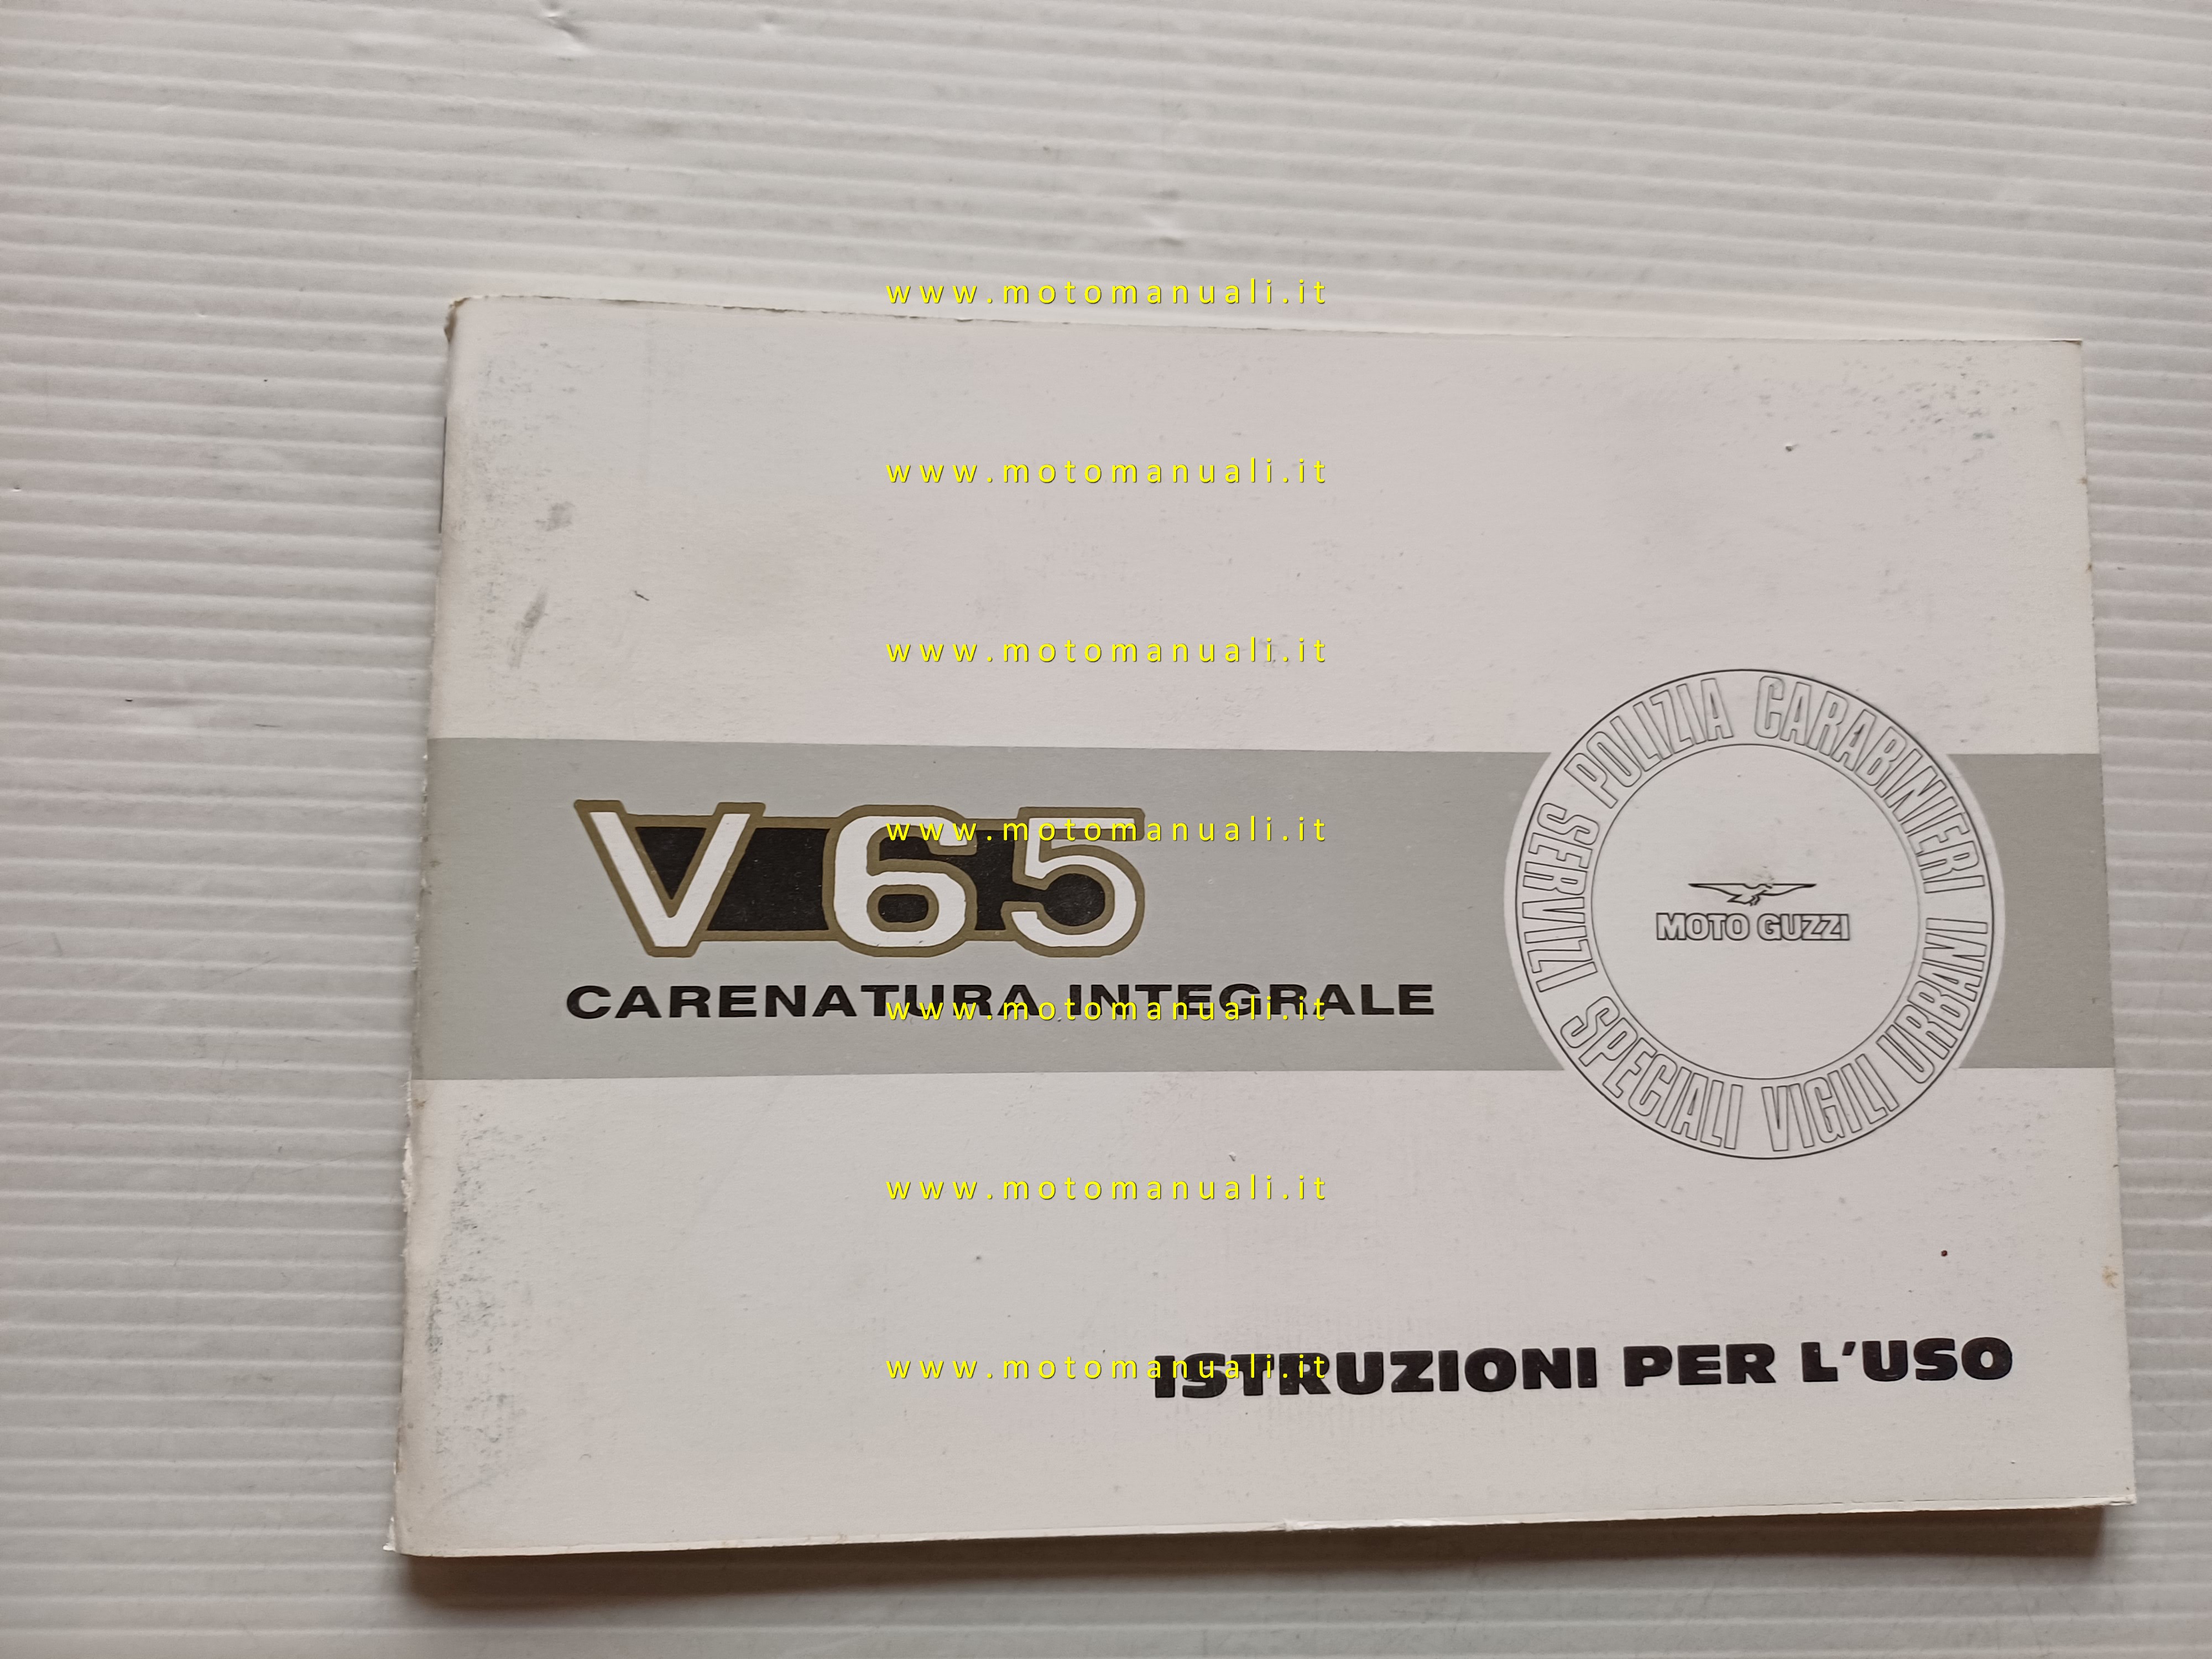 www.motomanuali.it
www.motomanuali.it
www.motomanuali.it
POLIZIA CARABINIERI VIGILI URBANI SERVIZI SPECIALI
V65
www.motomanuali.it
MOTO GUZZI
CARENATURA INTEGRALE
www.motomanuali.it
www.motomanuali.it
ISTRUZIONI PER L'USO
www.motomanuali.it